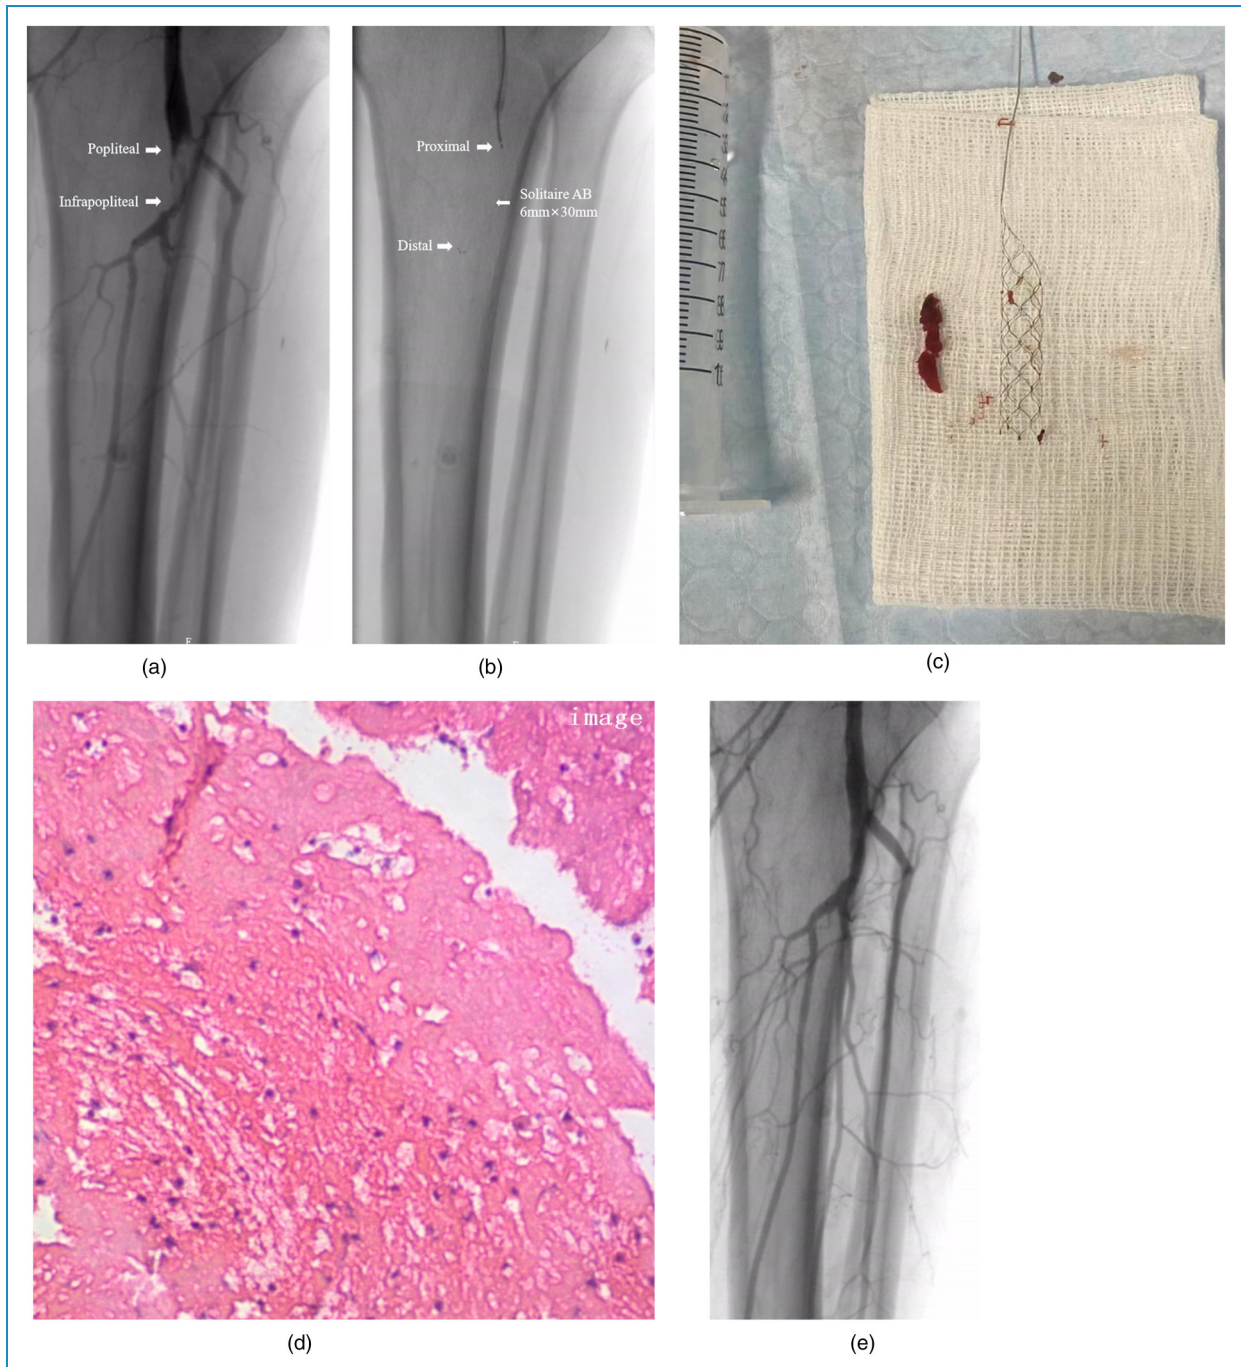 Popliteal
Infrapopliteal
Proximal
Solitaire AB
6mm×30mm
Distal
(a)
(b)
(c)
image
(d)
(e)